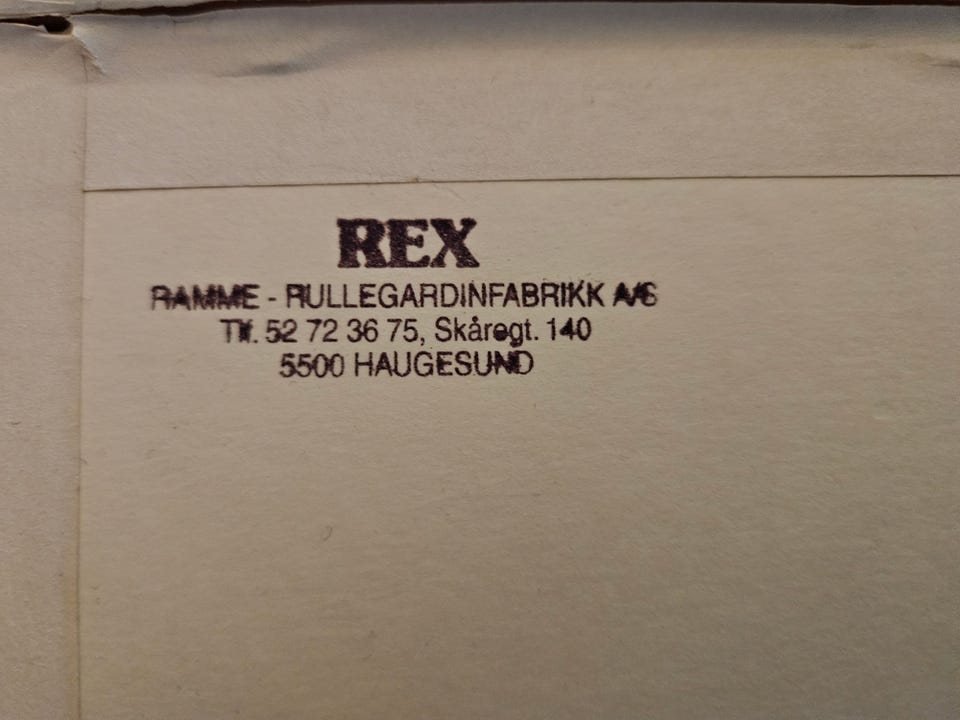 REX
RAMME - RULLEGARDINFABRIKK A/S
Tlf. 52 72 36 75, Skåregt. 140
5500 HAUGESUND